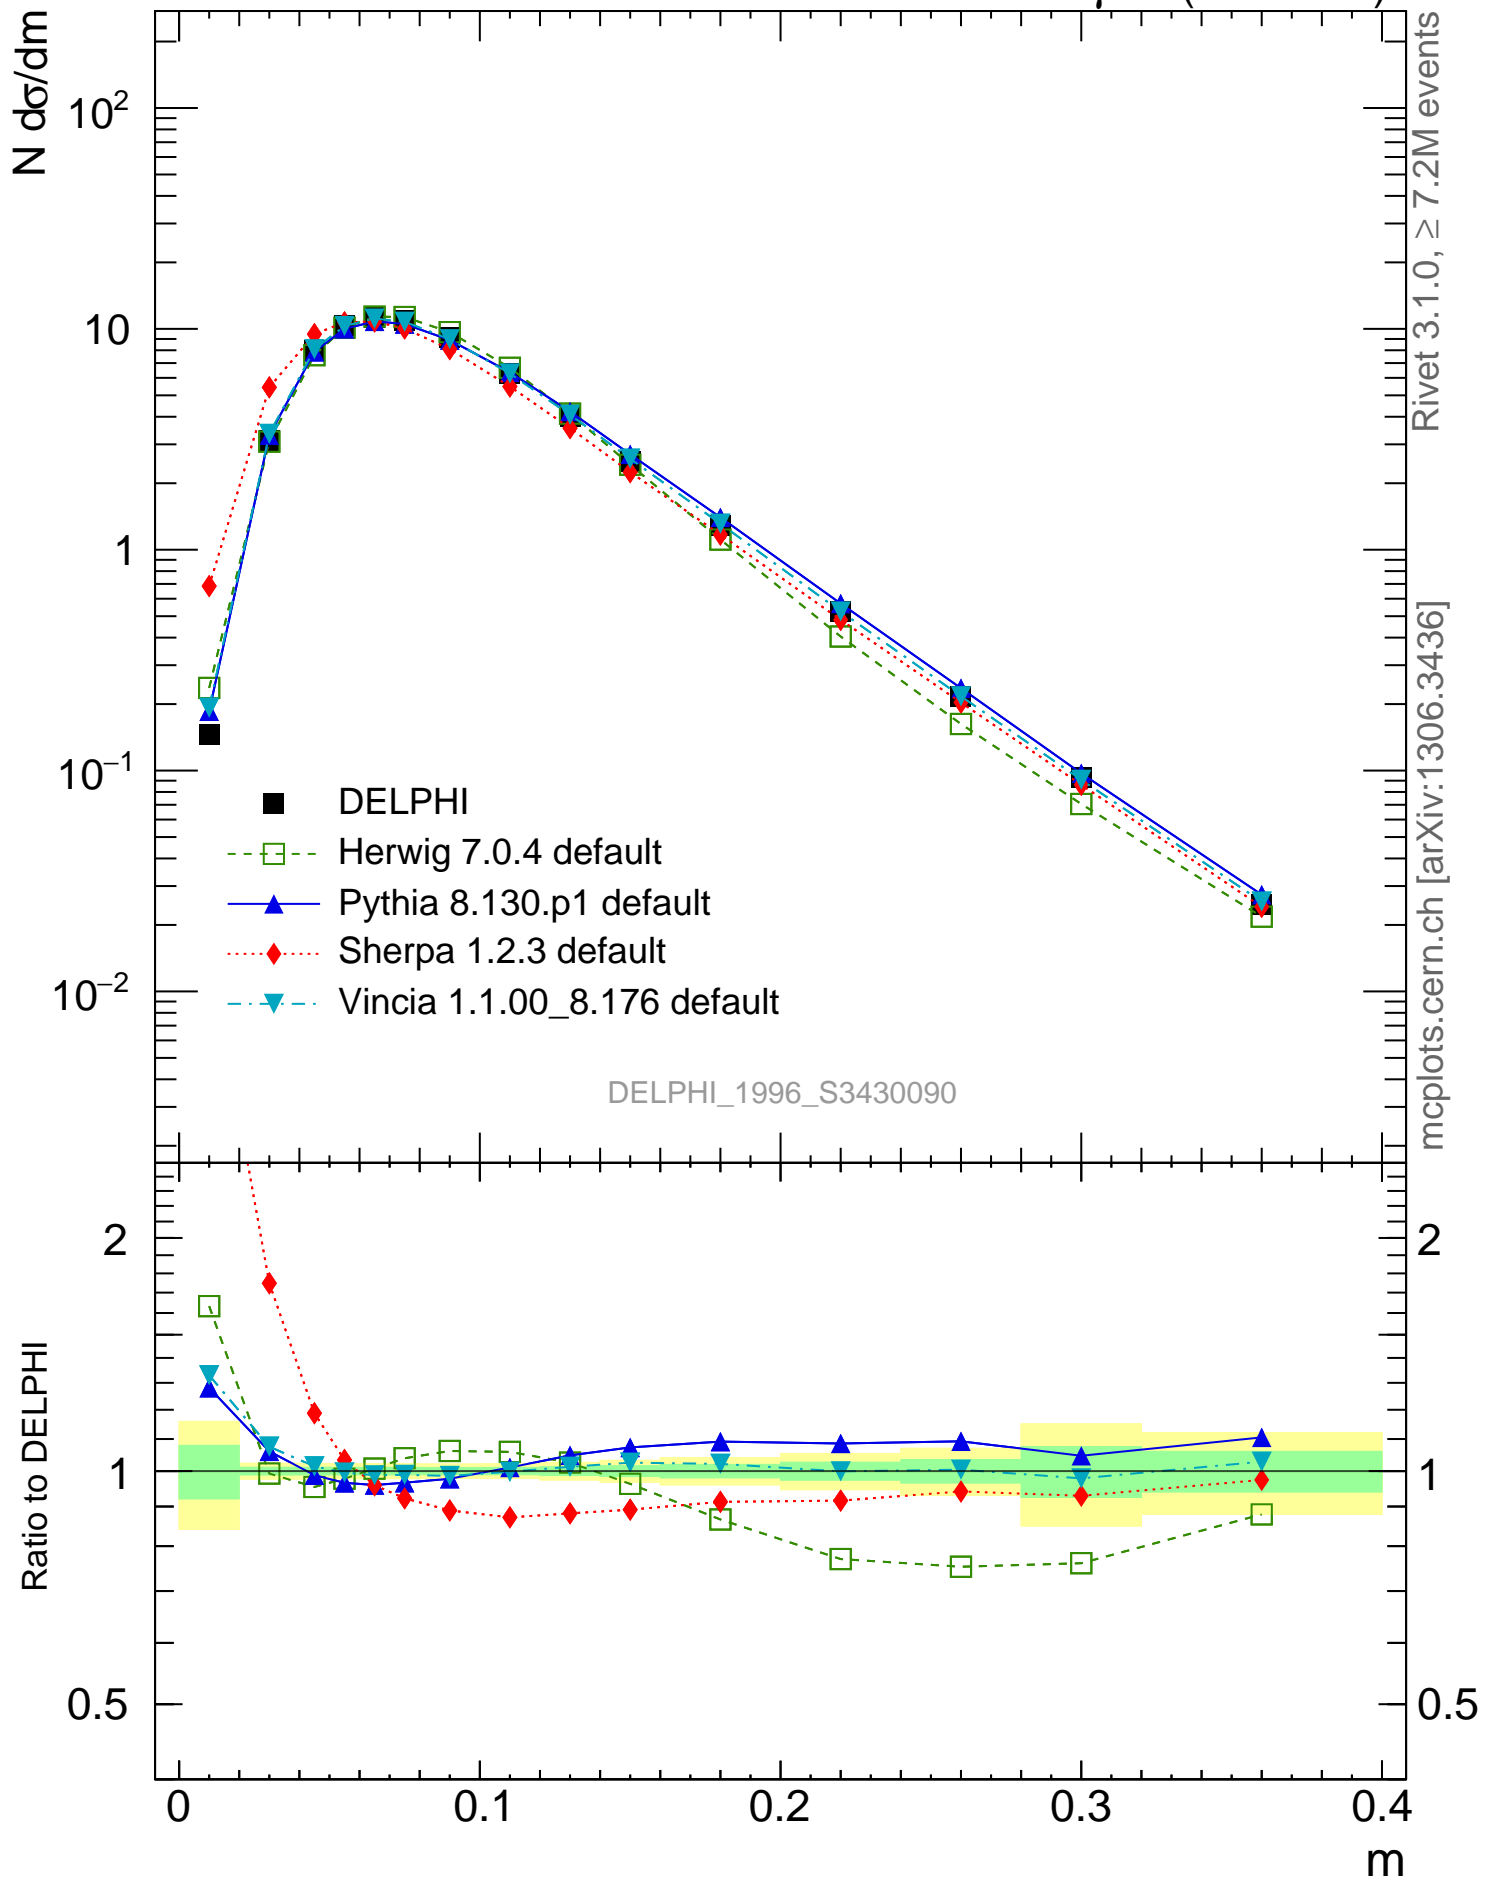 N dσ/dm
10²
10
1
10⁻¹
10⁻²
DELPHI
Herwig 7.0.4 default
Pythia 8.130.p1 default
Sherpa 1.2.3 default
Vincia 1.1.00_8.176 default
DELPHI_1996_S3430090
Rivet 3.1.0, ≥ 7.2M events
mcplots.cern.ch [arXiv:1306.3436]
Ratio to DELPHI
2
1
0.5
2
1
0.5
0 0.1 0.2 0.3 0.4
m